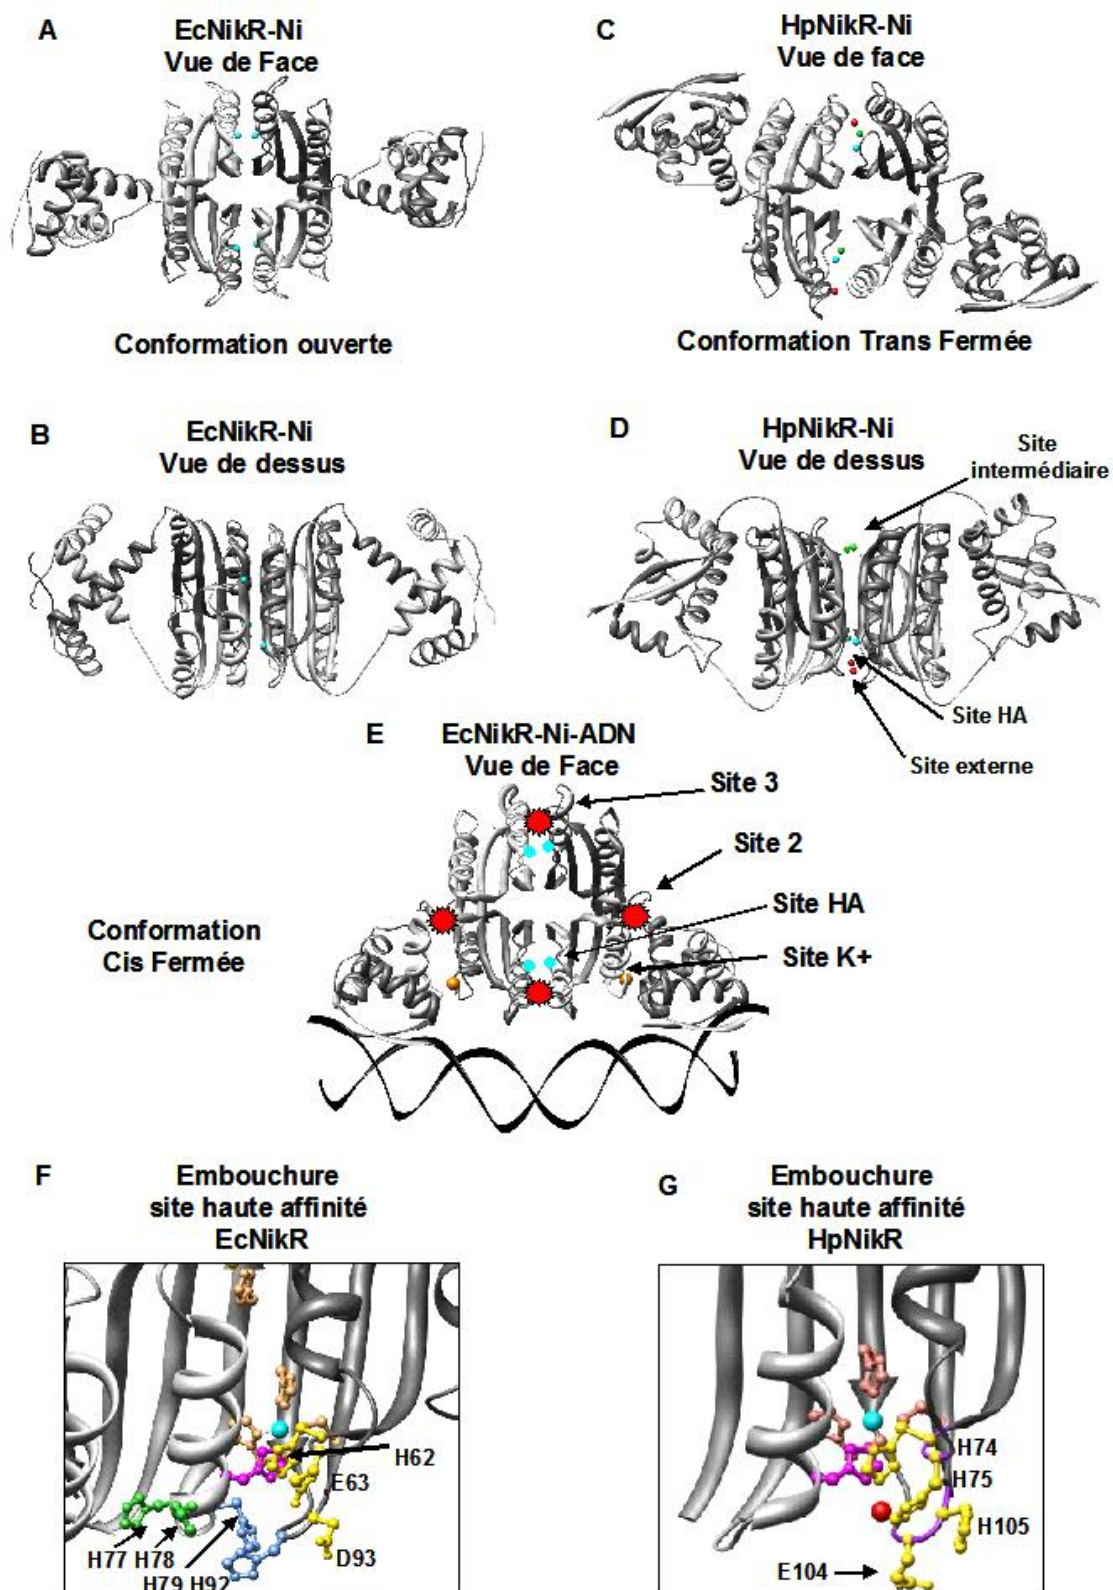 A
EcNikR-Ni
Vue de Face
Conformation ouverte
C
HpNikR-Ni
Vue de face
Conformation Trans Fermée
B
EcNikR-Ni
Vue de dessus
D
HpNikR-Ni
Vue de dessus
Site
intermédiaire
Site HA
Site externe
E
EcNikR-Ni-ADN
Vue de Face
Site 3
Site 2
Site HA
Site K+
Conformation
Cis Fermée
F
Embouchure
site haute affinité
EcNikR
H62
E63
H77 H78
H79 H92
D93
G
Embouchure
site haute affinité
HpNikR
H74
H75
H105
E104